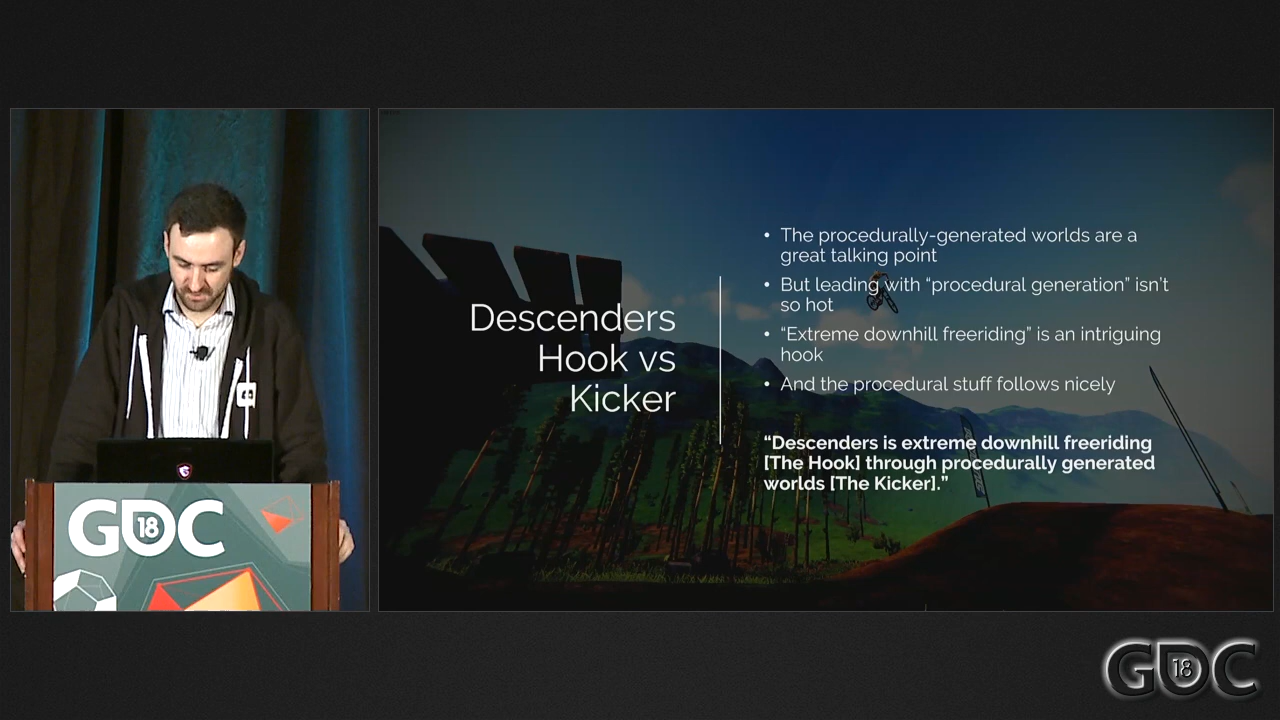 Descenders
Hook vs
Kicker
• The procedurally-generated worlds are a
great talking point
• But leading with “procedural generation” isn’t
so hot
• “Extreme downhill freeriding” is an intriguing
hook
• And the procedural stuff follows nicely
“Descenders is extreme downhill freeriding
[The Hook] through procedurally generated
worlds [The Kicker].”
GDC
18
GDC
18